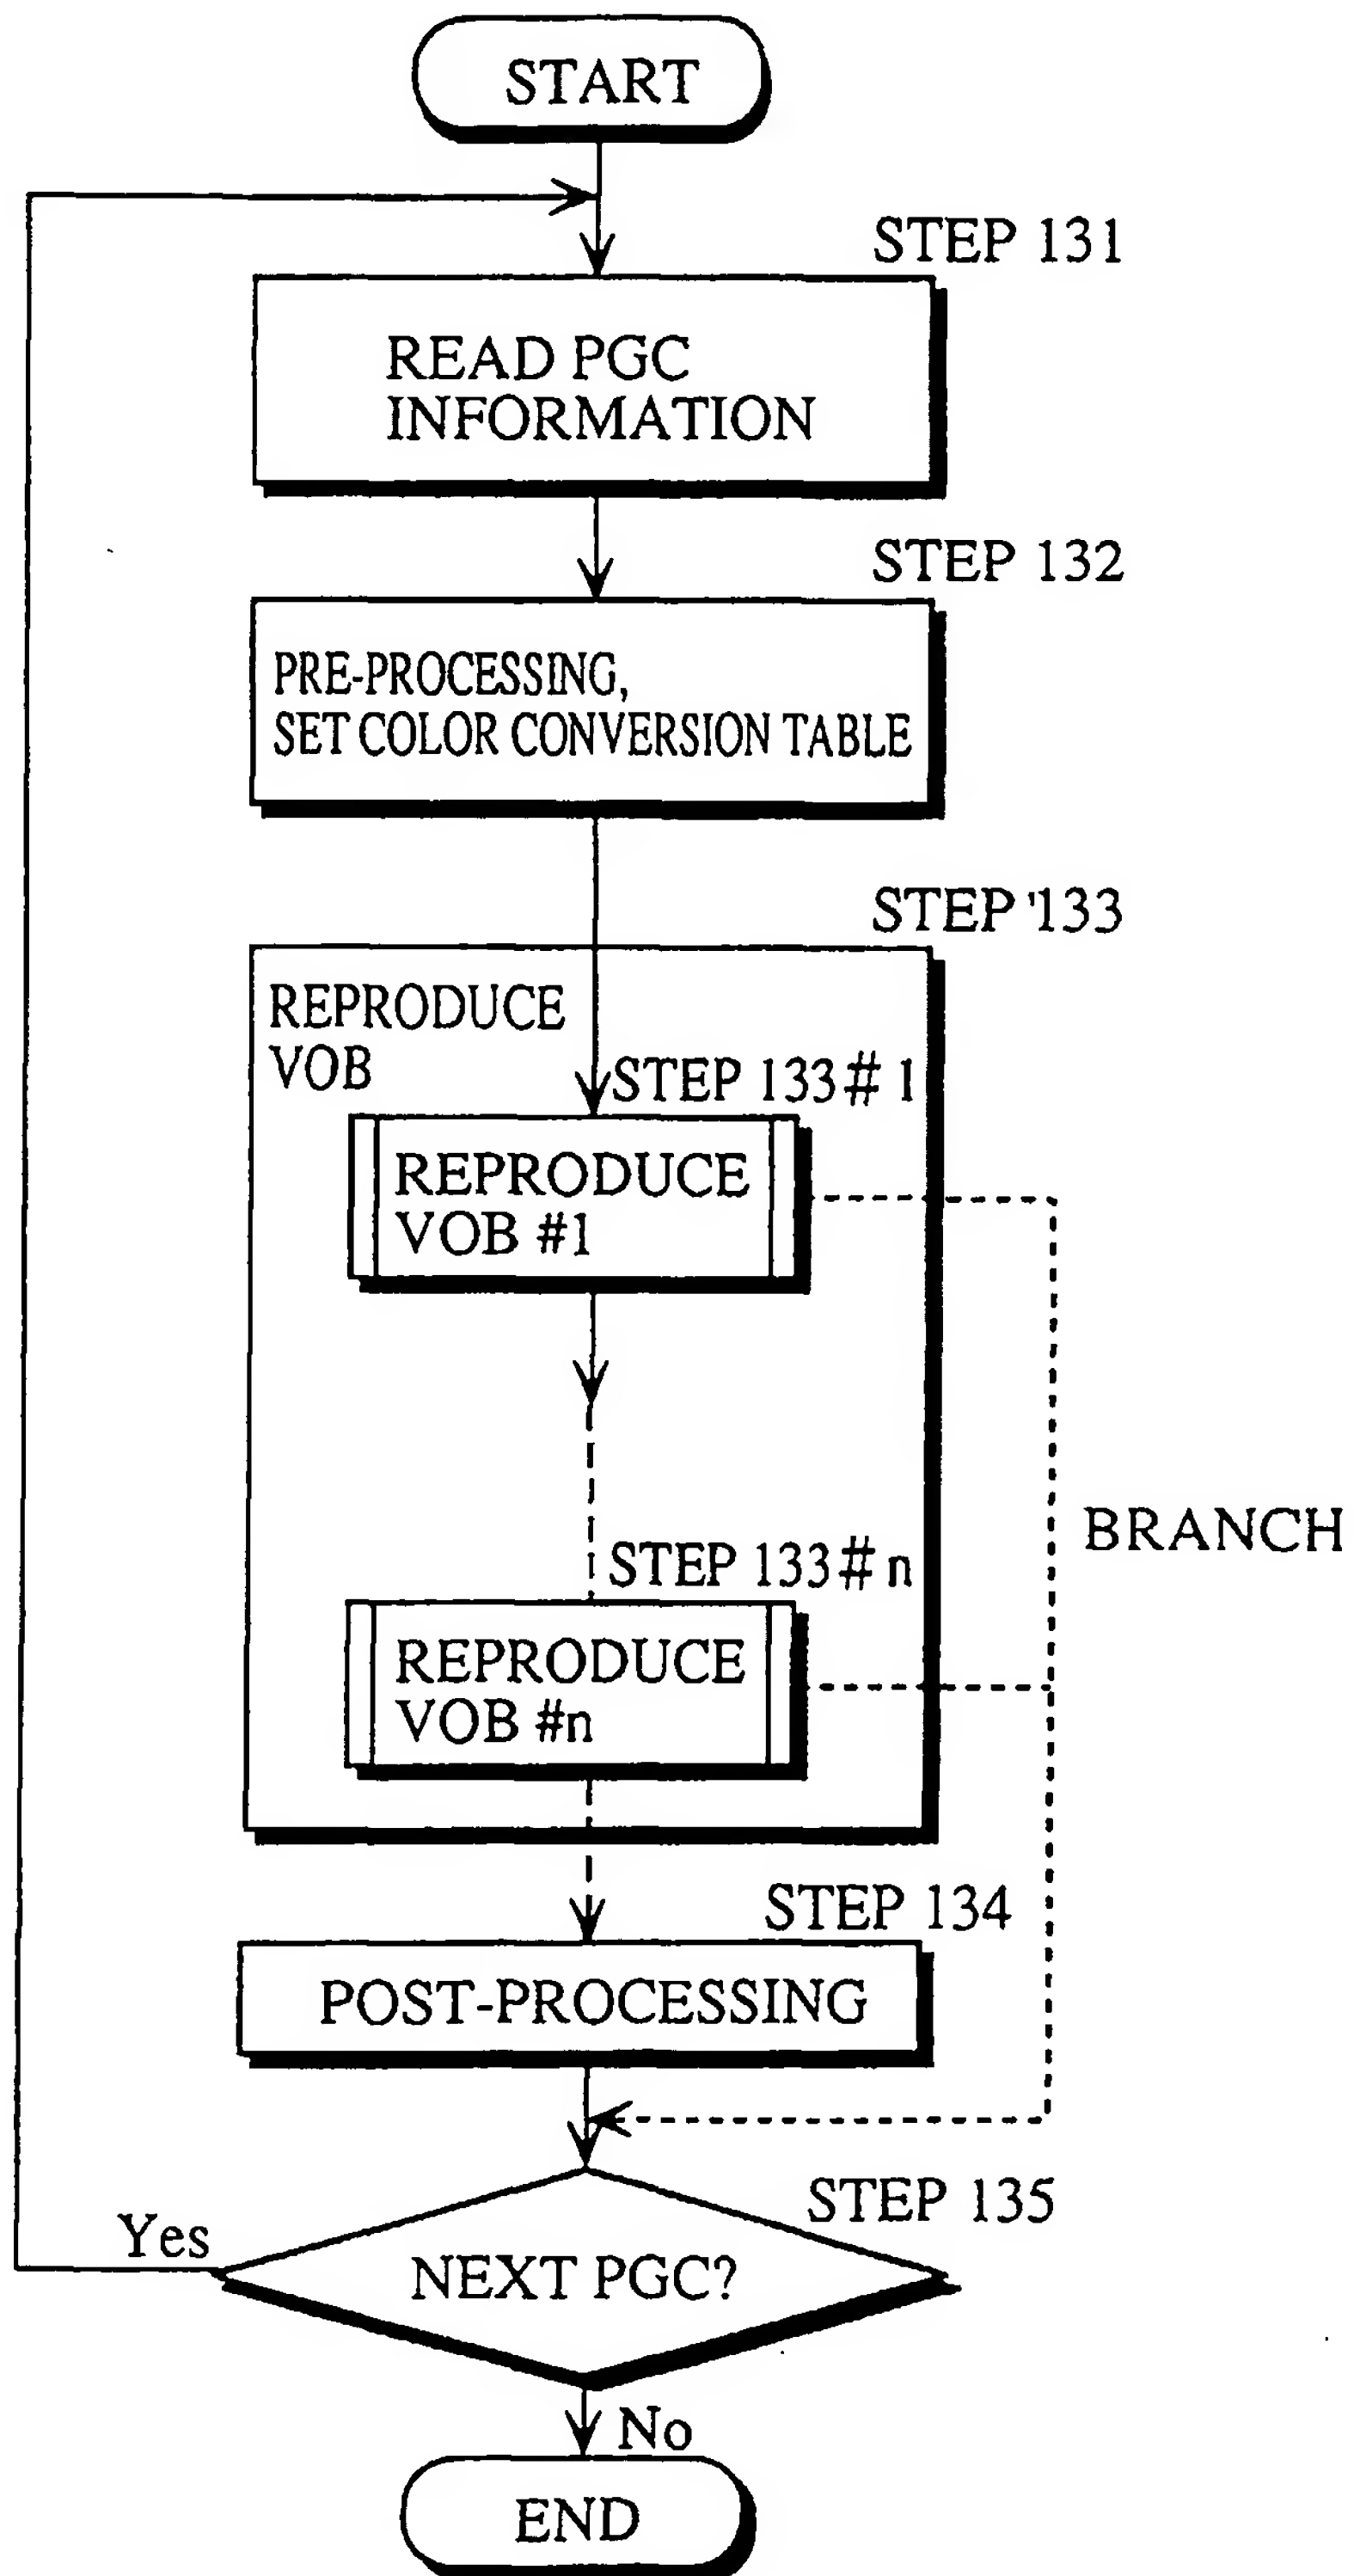 START
STEP 131
READ PGC
INFORMATION
STEP 132
PRE-PROCESSING,
SET COLOR CONVERSION TABLE
STEP 133
REPRODUCE
VOB
STEP 133# 1
REPRODUCE
VOB #1
BRANCH
STEP 133# n
REPRODUCE
VOB #n
STEP 134
POST-PROCESSING
STEP 135
Yes
NEXT PGC?
No
END